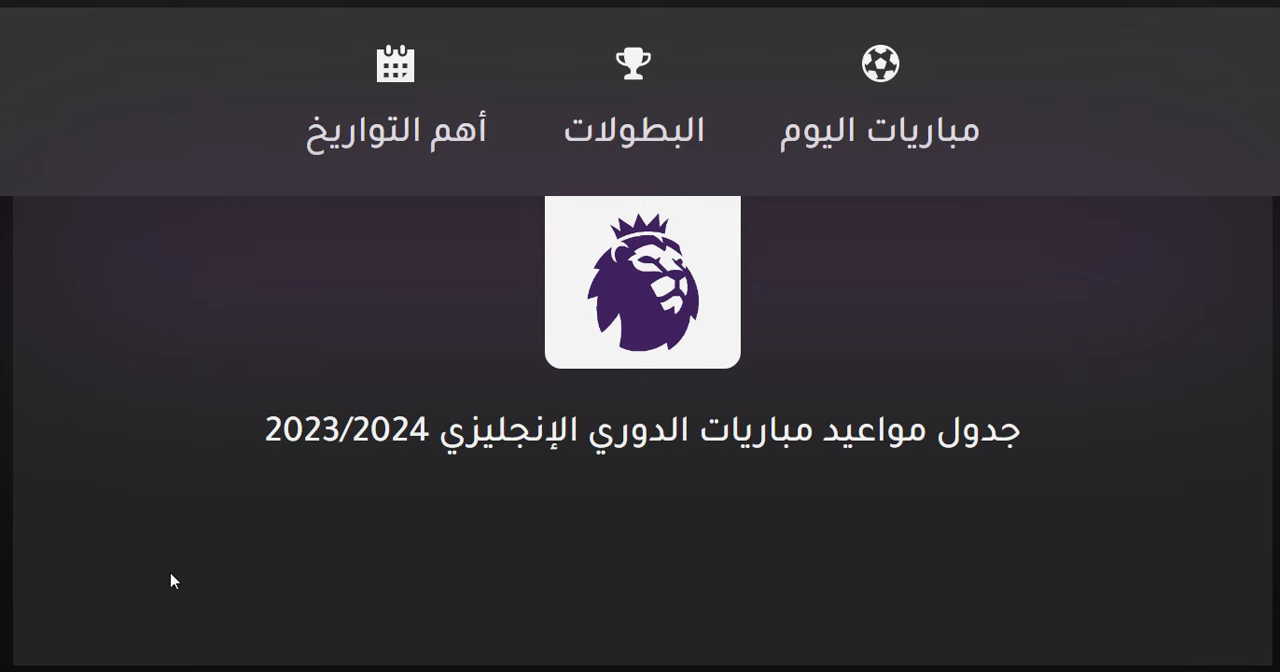 مباريات اليوم
البطولات
أهم التواريخ
جدول مواعيد مباريات الدوري الإنجليزي 2023/2024